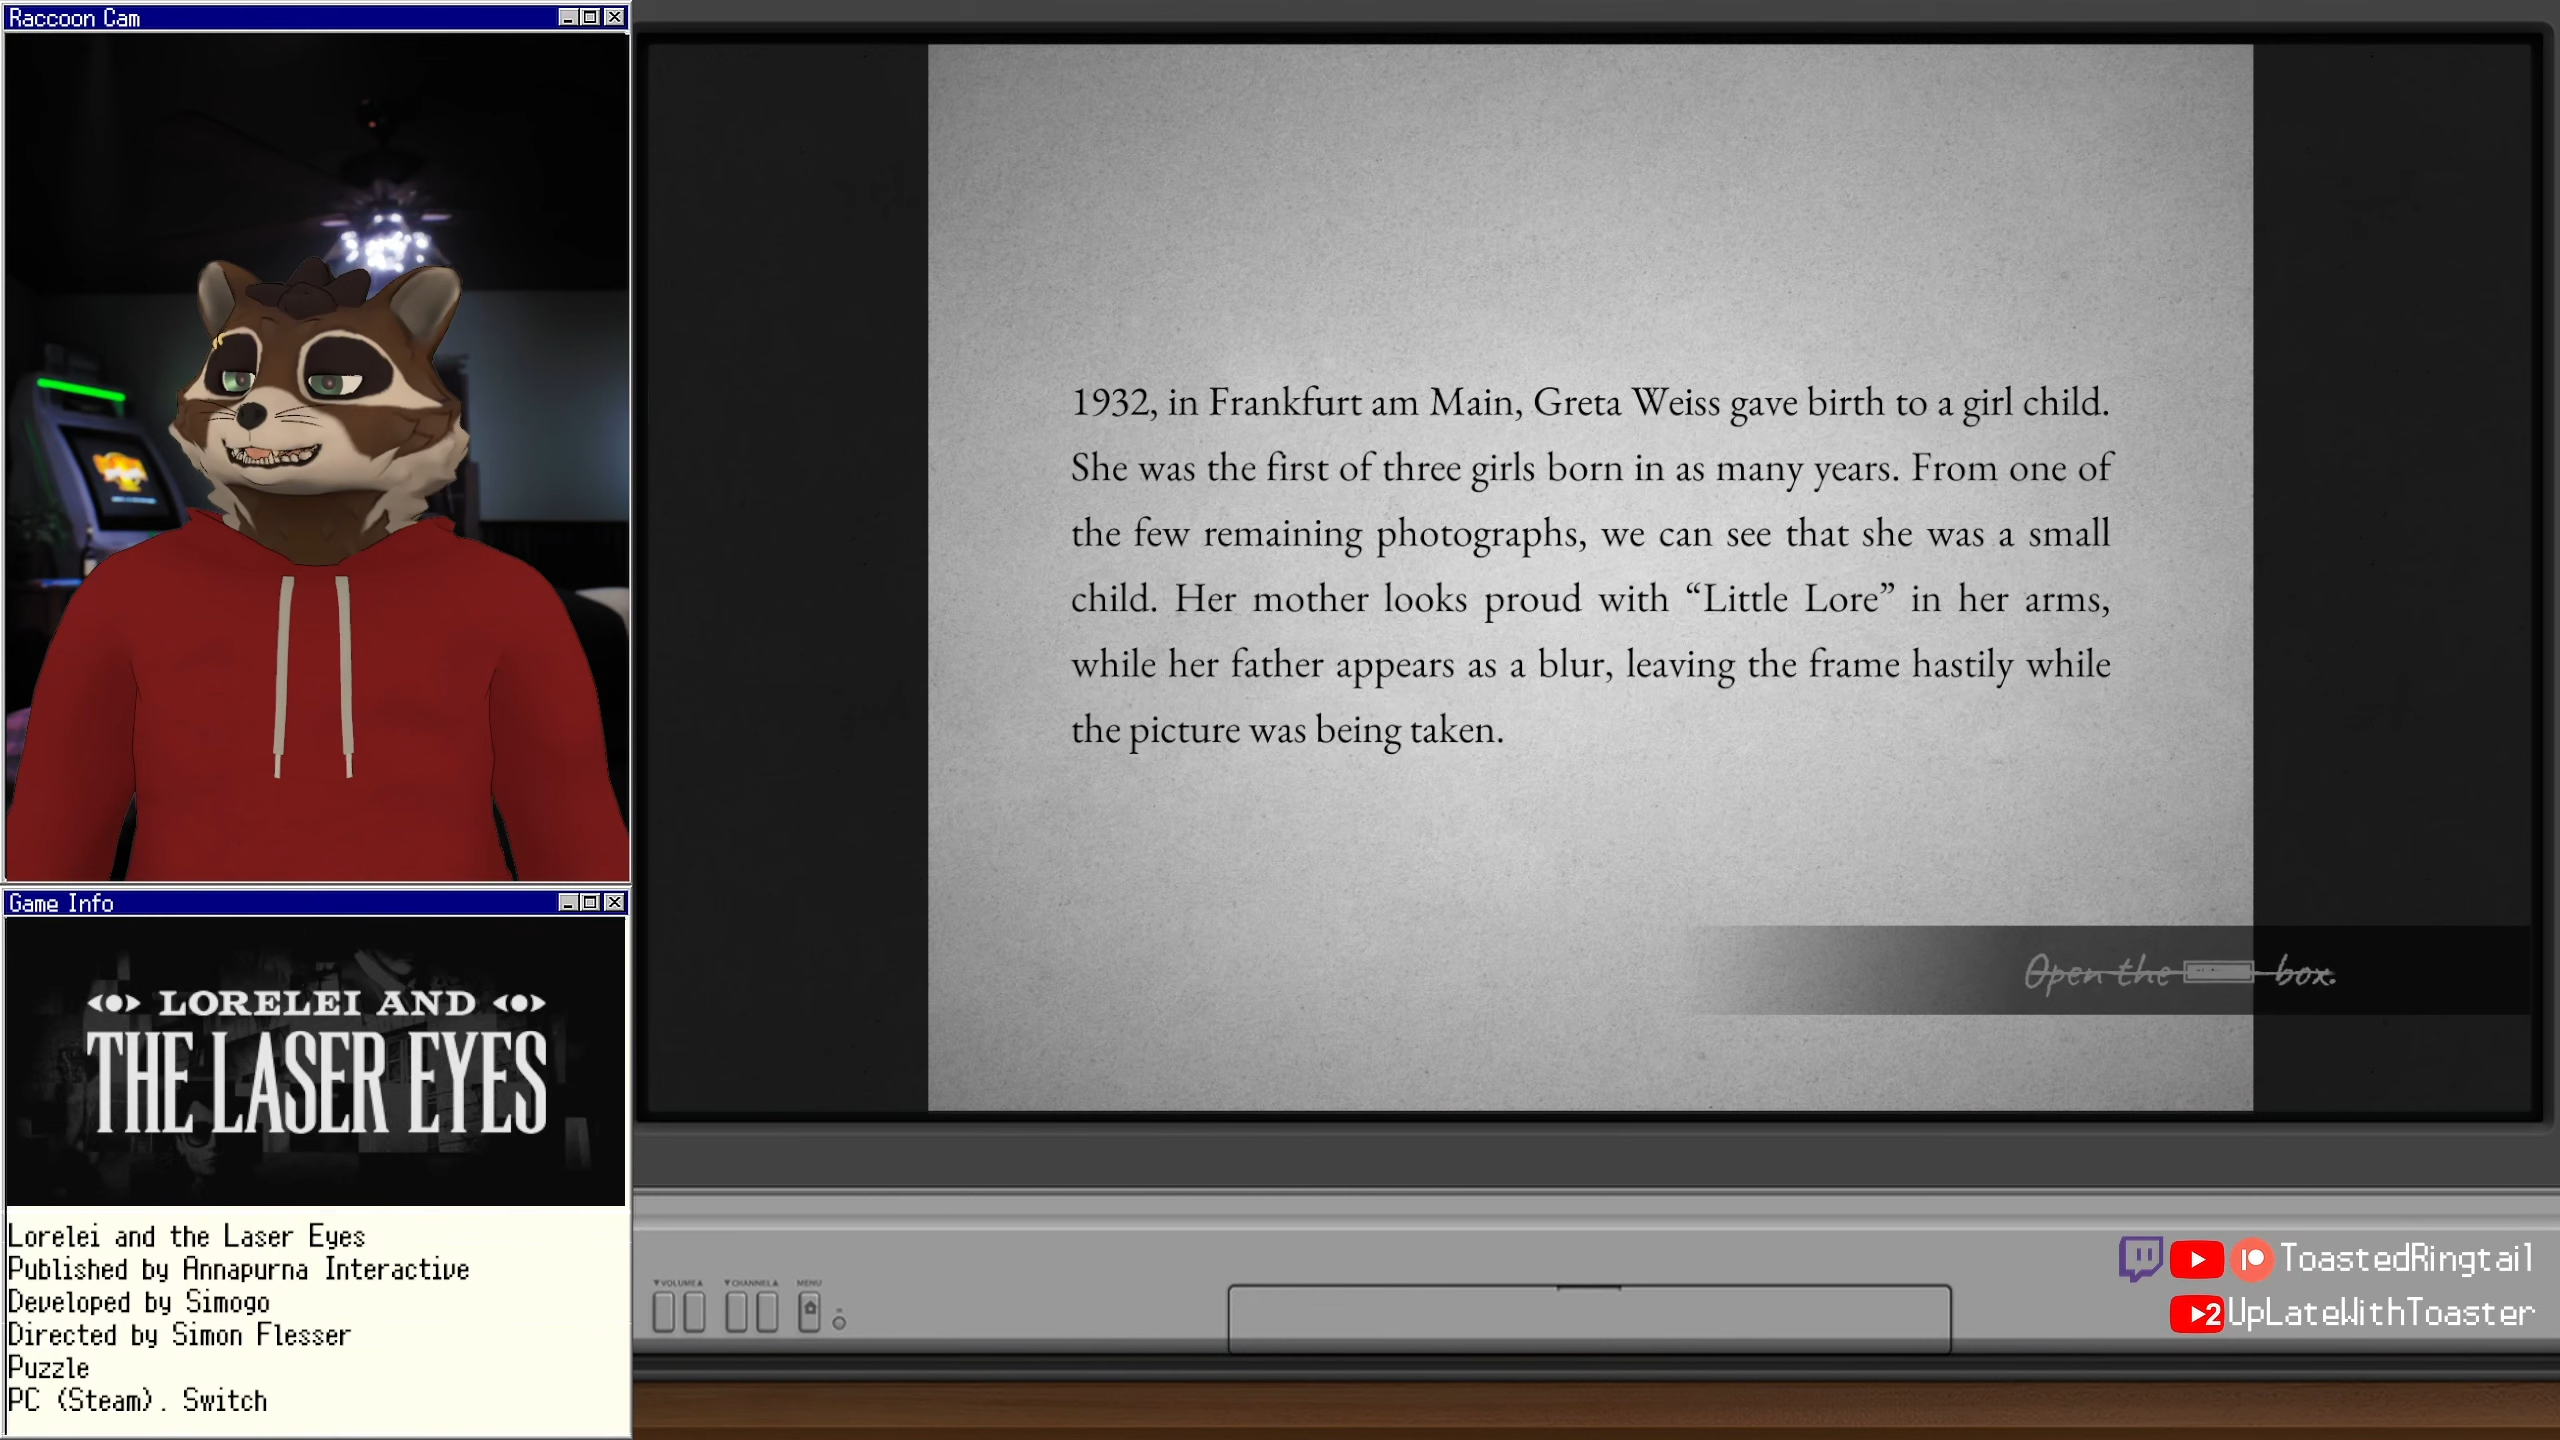 Raccoon Cam
1932, in Frankfurt am Main, Greta Weiss gave birth to a girl child.
She was the first of three girls born in as many years. From one of
the few remaining photographs, we can see that she was a small
child. Her mother looks proud with “Little Lore” in her arms,
while her father appears as a blur, leaving the frame hastily while
the picture was being taken.
Open the box.
Game Info
LORELEI AND
THE LASER EYES
Lorelei and the Laser Eyes
Published by Annapurna Interactive
Developed by Simogo
Directed by Simon Flesser
Puzzle
PC (Steam). Switch
▼VOLUME▲ ▼CHANNEL▲ MENU
ToastedRingtail
2 UpLateWithToaster